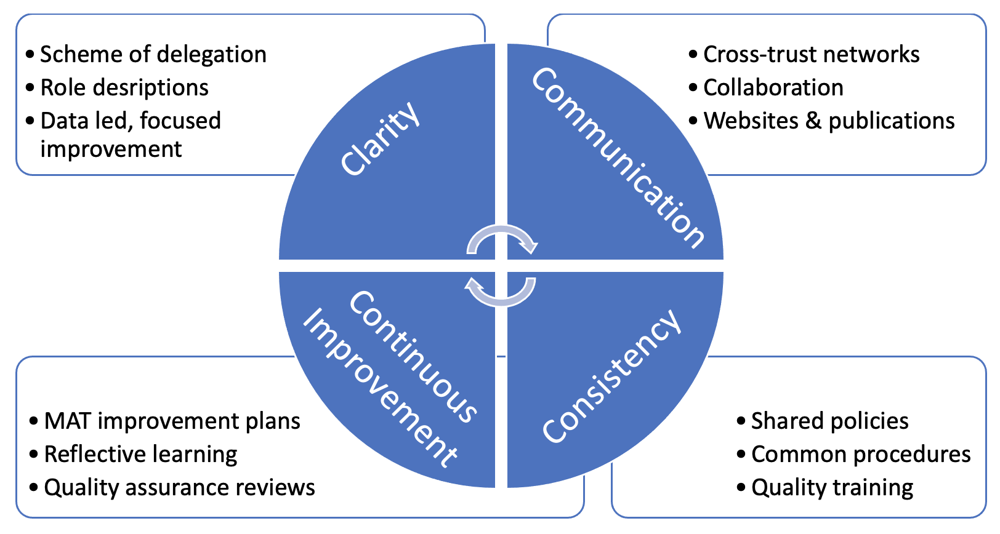 • Scheme of delegation
• Role desriptions
• Data led, focused
improvement
Clarity
Communication
• Cross-trust networks
• Collaboration
• Websites & publications
• MAT improvement plans
• Reflective learning
• Quality assurance reviews
Continuous
Improvement
Consistency
• Shared policies
• Common procedures
• Quality training